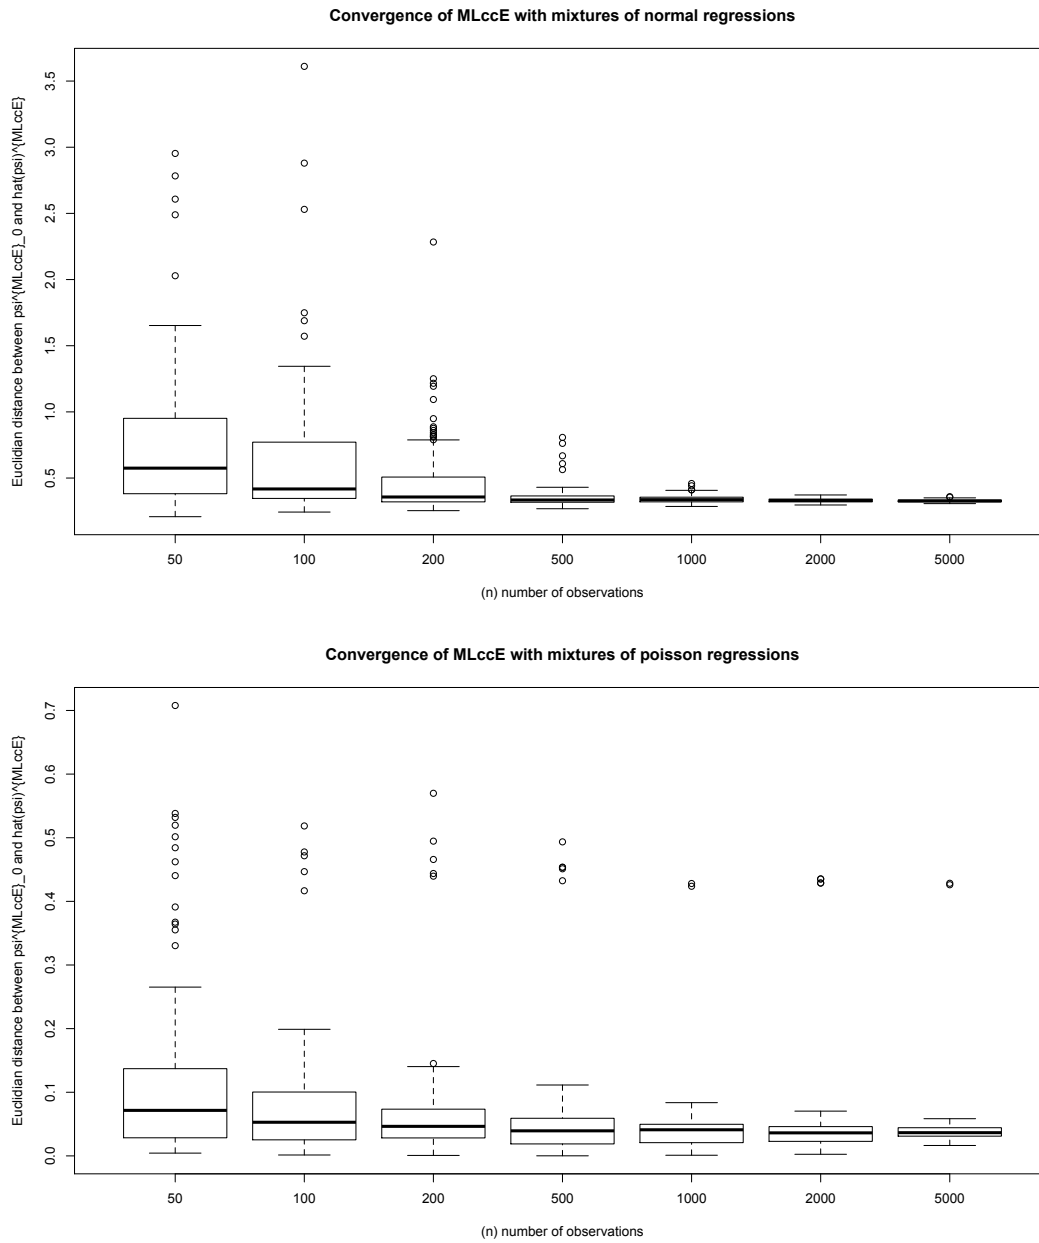 Convergence of MLccE with mixtures of normal regressions
Euclidian distance between psi^{MLccE}_0 and hat(psi)^{MLccE}
3.5
3.0
2.5
2.0
1.5
1.0
0.5
50 100 200 500 1000 2000 5000
(n) number of observations
Convergence of MLccE with mixtures of poisson regressions
Euclidian distance between psi^{MLccE}_0 and hat(psi)^{MLccE}
0.7
0.6
0.5
0.4
0.3
0.2
0.1
0.0
50 100 200 500 1000 2000 5000
(n) number of observations